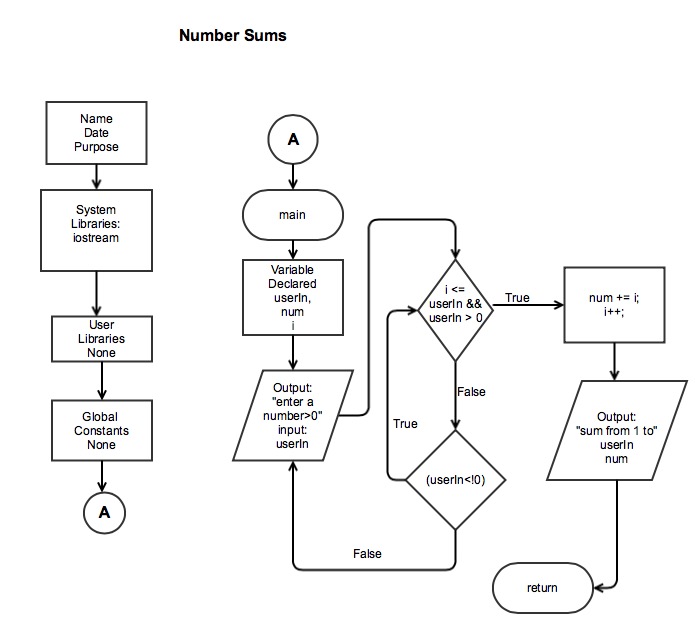 Number Sums
Name
Date
Purpose
System
Libraries:
iostream
User
Libraries
None
Global
Constants
None
A
A
main
Variable
Declared
userIn,
num
i
Output:
"enter a
number>0"
input:
userIn
i <=
userIn &&
userIn > 0
True
False
True
(userIn<!0)
False
num += i;
i++;
Output:
"sum from 1 to"
userIn
num
return